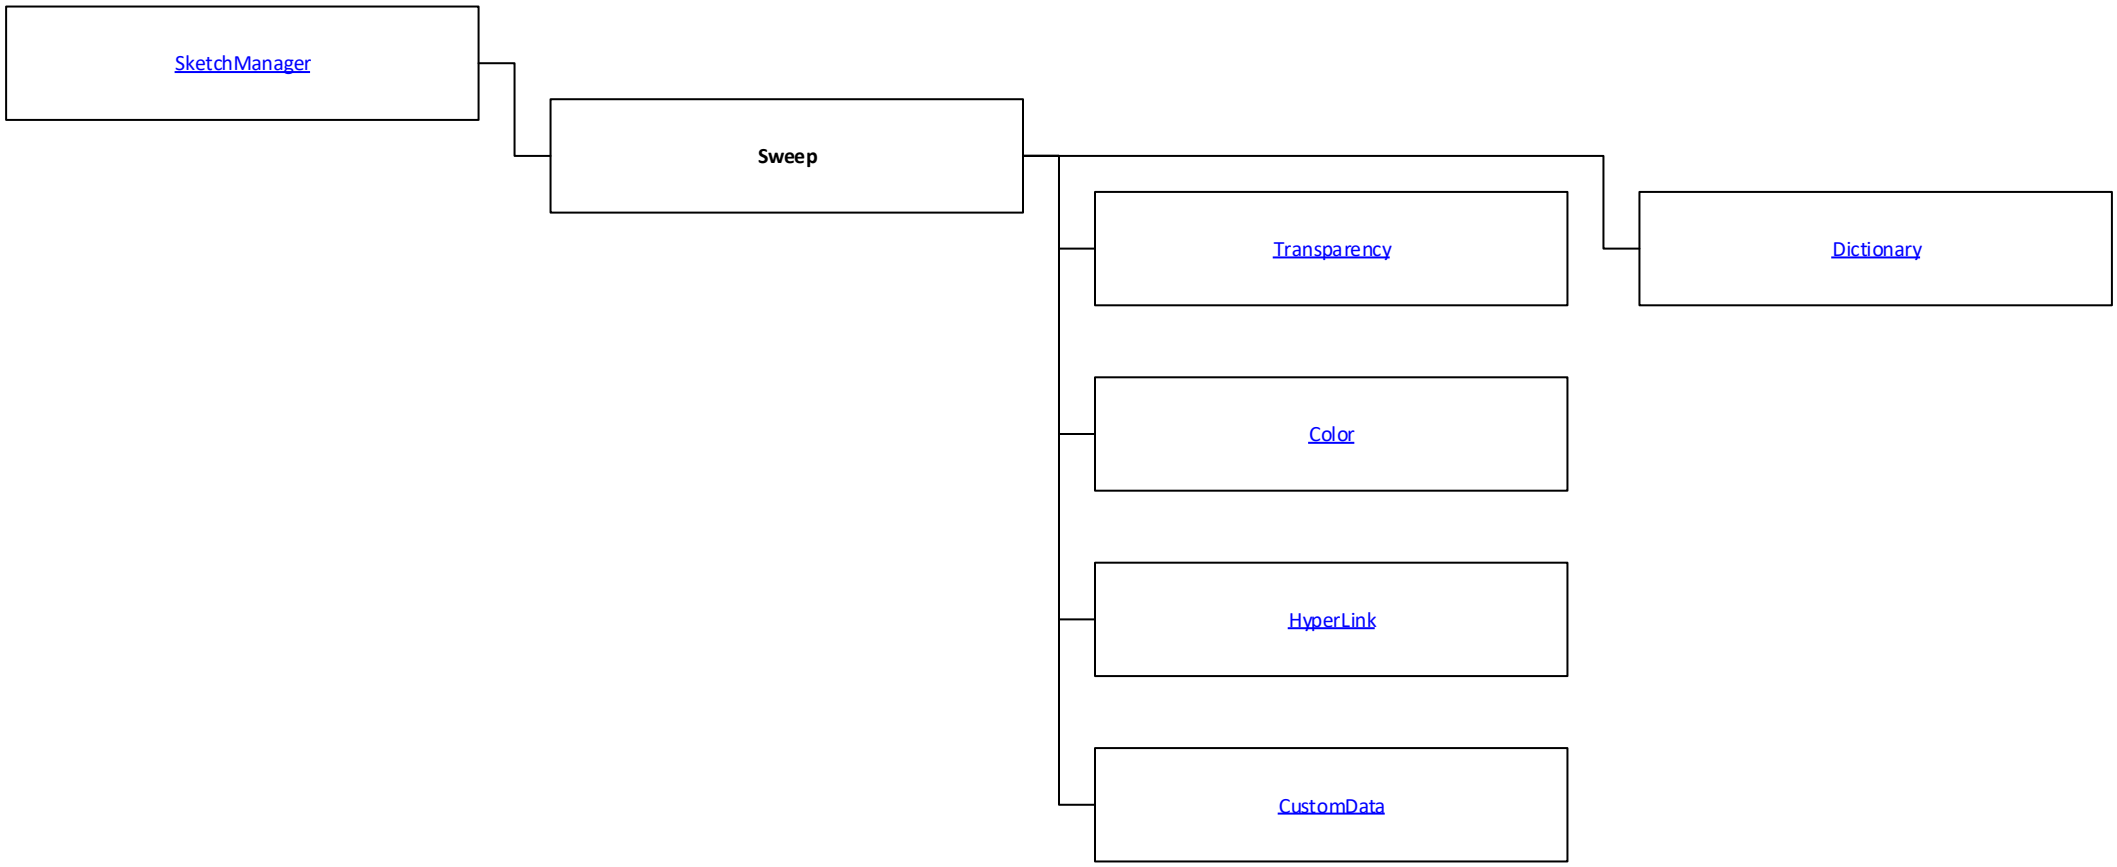 SketchManager
Sweep
Transparency
Dictionary
Color
HyperLink
CustomData